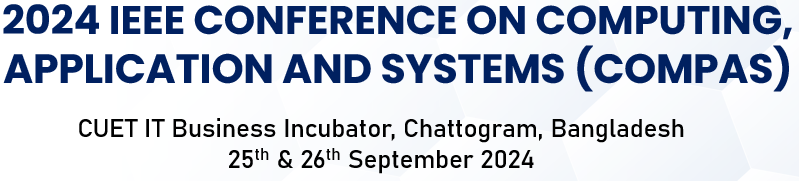 2024 IEEE CONFERENCE ON COMPUTING,
APPLICATION AND SYSTEMS (COMPAS)
CUET IT Business Incubator, Chattogram, Bangladesh
25th & 26th September 2024